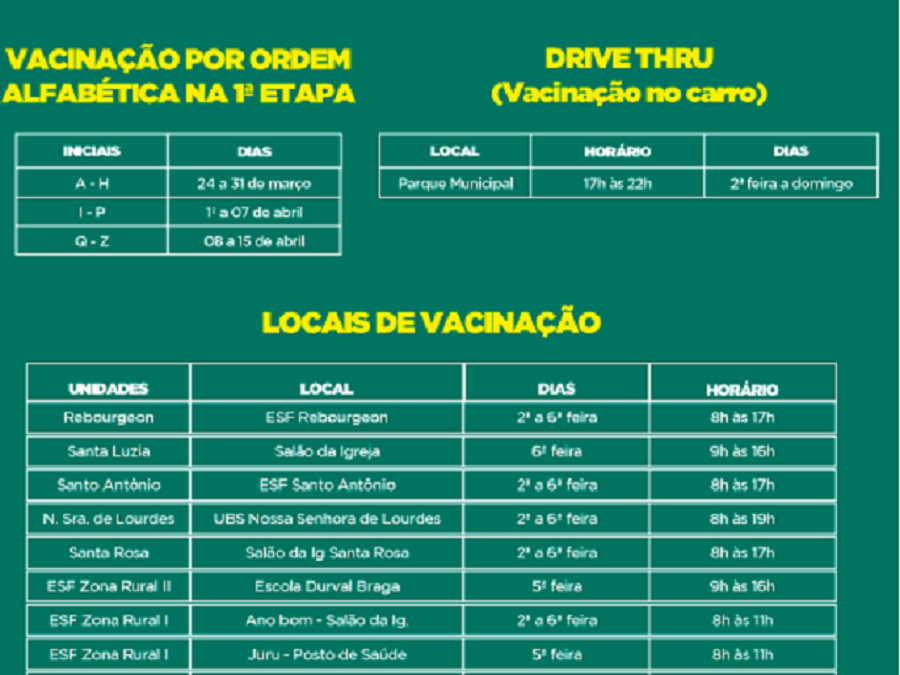 VACINAÇÃO POR ORDEM
ALFABÉTICA NA 1ª ETAPA
INICIAIS DIAS
A - H 24 a 31 de março
I - P 1º a 07 de abril
Q - Z 08 a 15 de abril
DRIVE THRU
(Vacinação no carro)
LOCAL HORÁRIO DIAS
Parque Municipal 17h às 22h 2ª feira a domingo
LOCAIS DE VACINAÇÃO
UNIDADES LOCAL DIAS HORÁRIO
Rebourgeon ESF Rebourgeon 2ª a 6ª feira 8h às 17h
Santa Luzia Salão da Igreja 6ª feira 9h às 16h
Santo Antônio ESF Santo Antônio 2ª a 6ª feira 8h às 17h
N. Sra. de Lourdes UBS Nossa Senhora de Lourdes 2ª a 6ª feira 8h às 19h
Santa Rosa Salão da Ig Santa Rosa 2ª a 6ª feira 8h às 17h
ESF Zona Rural II Escola Durval Braga 5ª feira 9h às 16h
ESF Zona Rural I Ano bom - Salão da Ig. 2ª a 6ª feira 8h às 11h
ESF Zona Rural I Juru - Posto de Saúde 5ª feira 8h às 11h